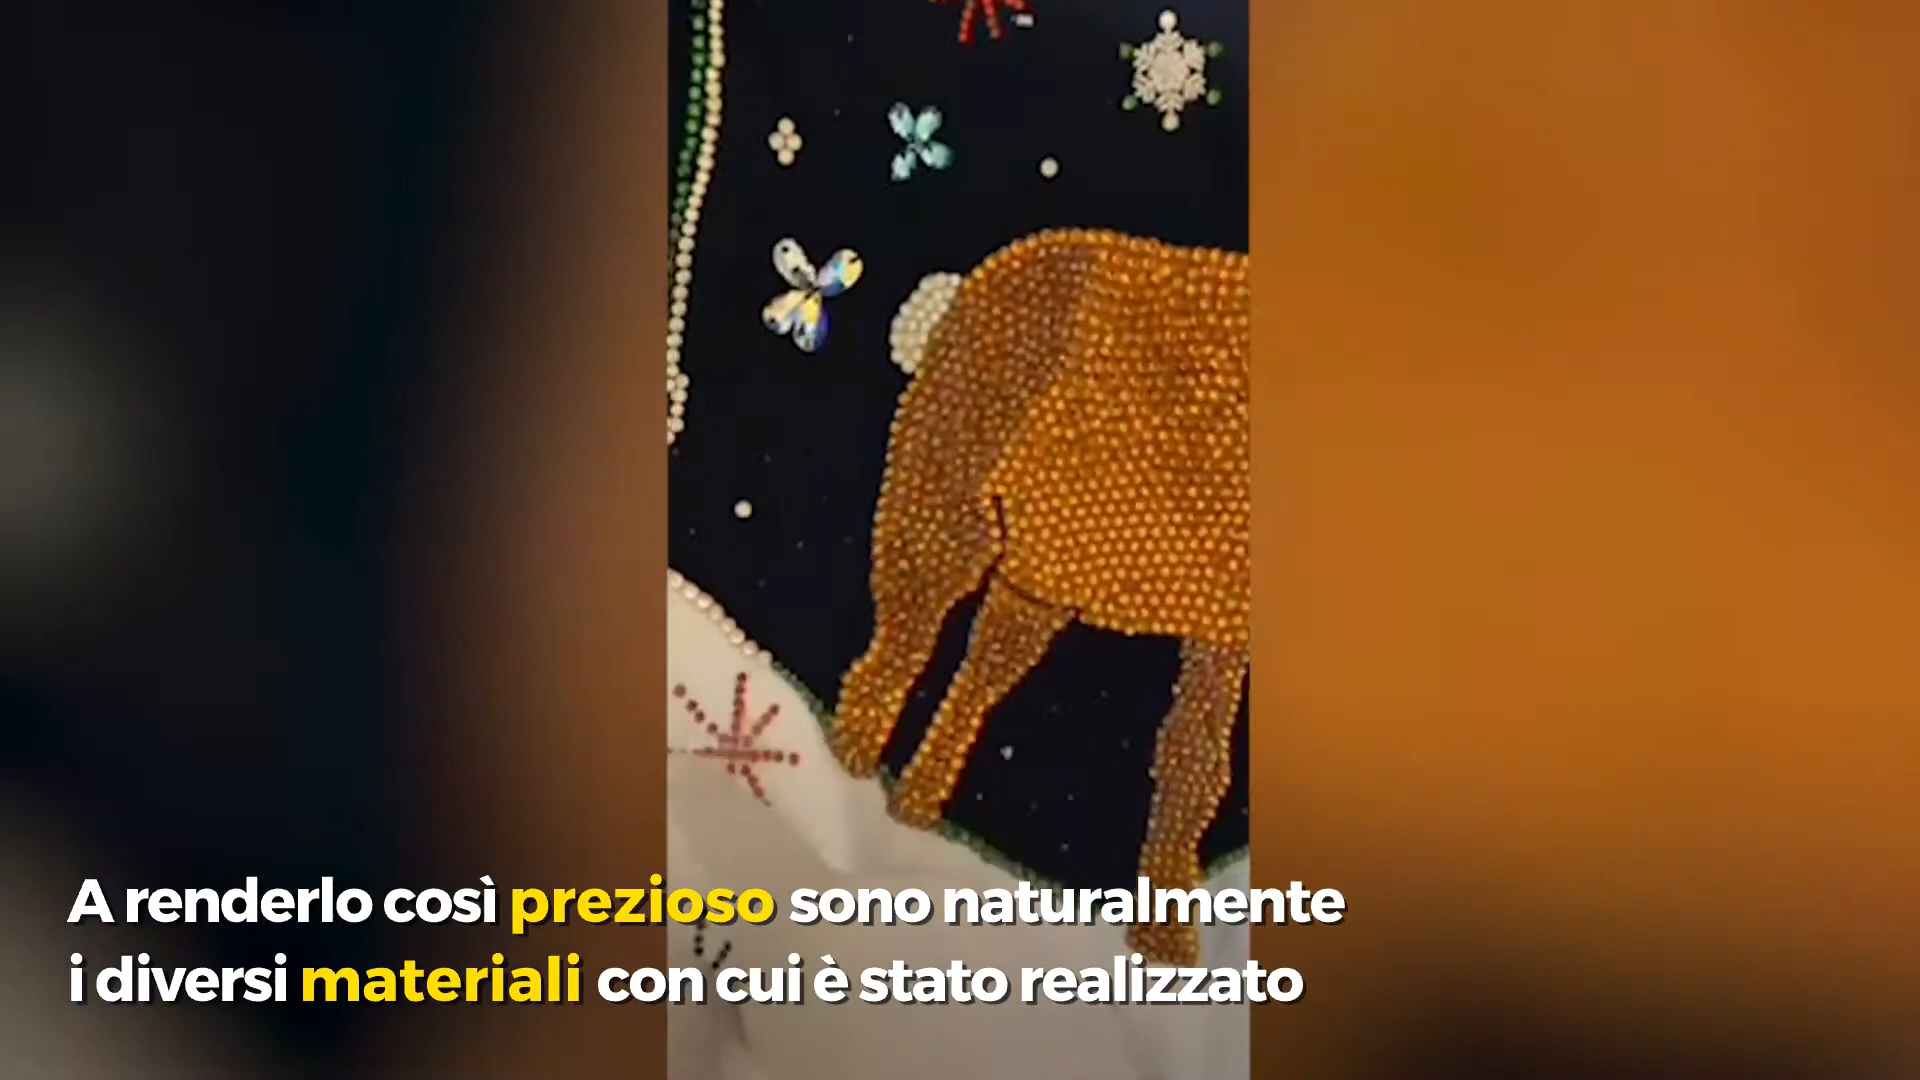 A renderlo così prezioso sono naturalmente
i diversi materiali con cui è stato realizzato